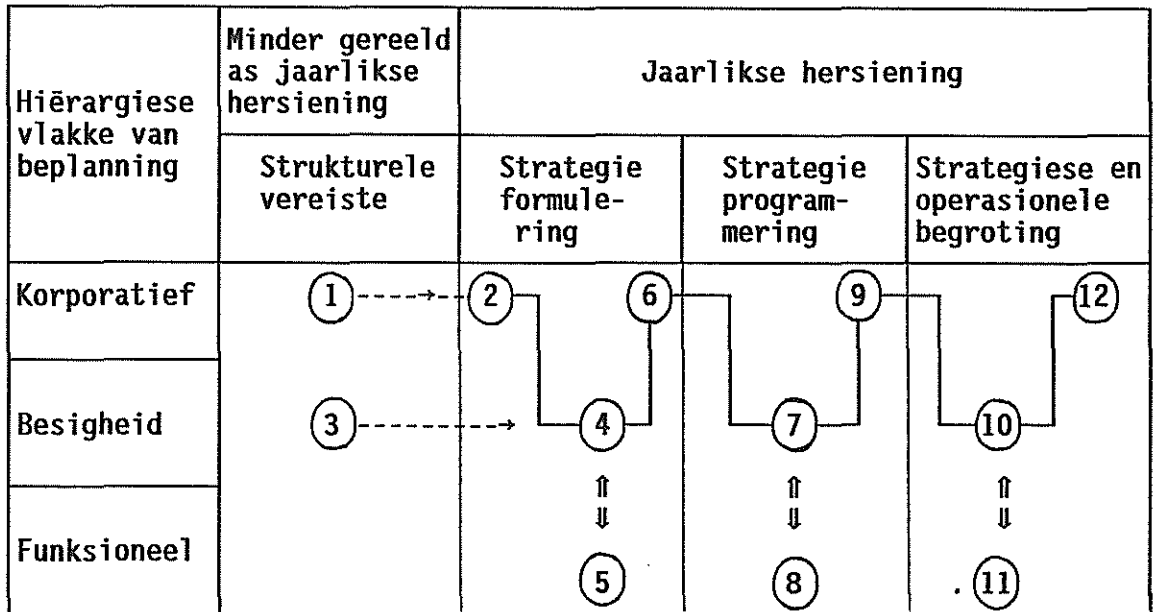 Hiërargiese
vlakke van
beplanning
Minder gereeld
as jaarlikse
hersiening
Jaarlikse hersiening
Strukturele
vereiste
Strategie
formule-
ring
Strategie
program-
mering
Strategiese en
operasionele
begroting
Korporatief
1 2 6 9 12
Besigheid
3 4 7 10
Funksioneel
5 8 11